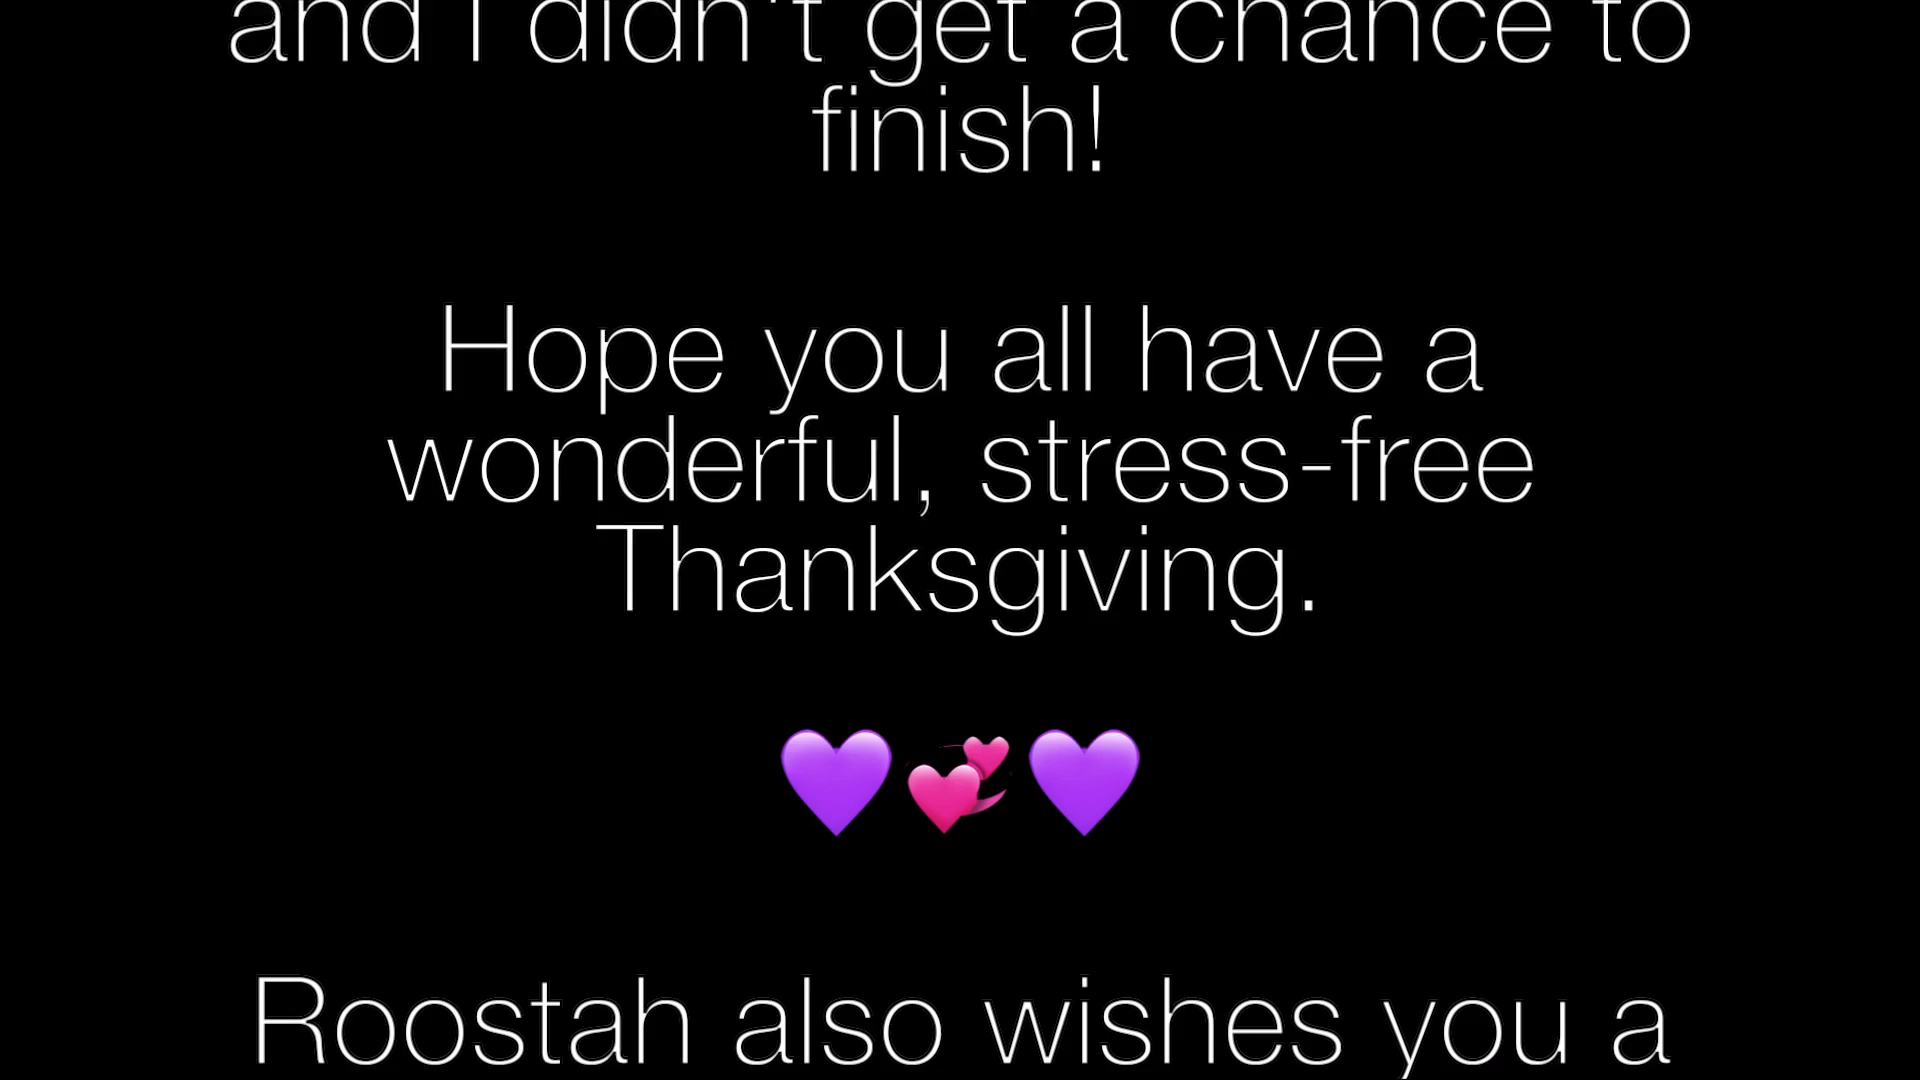 and I didn't get a chance to
finish!
Hope you all have a
wonderful, stress-free
Thanksgiving.
💜💞💜
Roostah also wishes you a